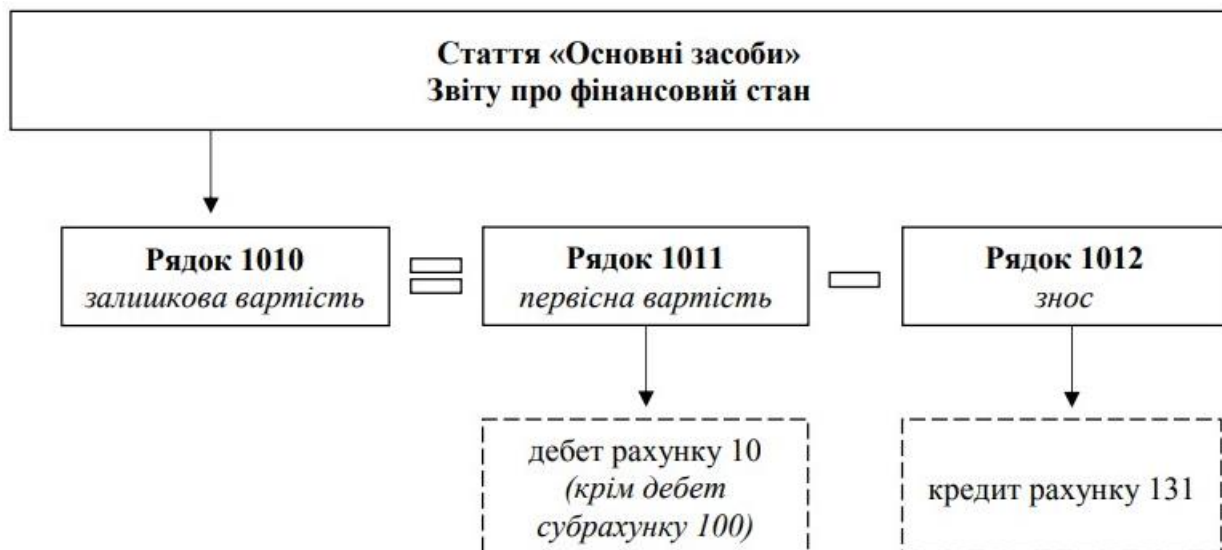 Стаття «Основні засоби»
Звіту про фінансовий стан
Рядок 1010
залишкова вартість
Рядок 1011
первісна вартість
Рядок 1012
знос
дебет рахунку 10
(крім дебет
субрахунку 100)
кредит рахунку 131